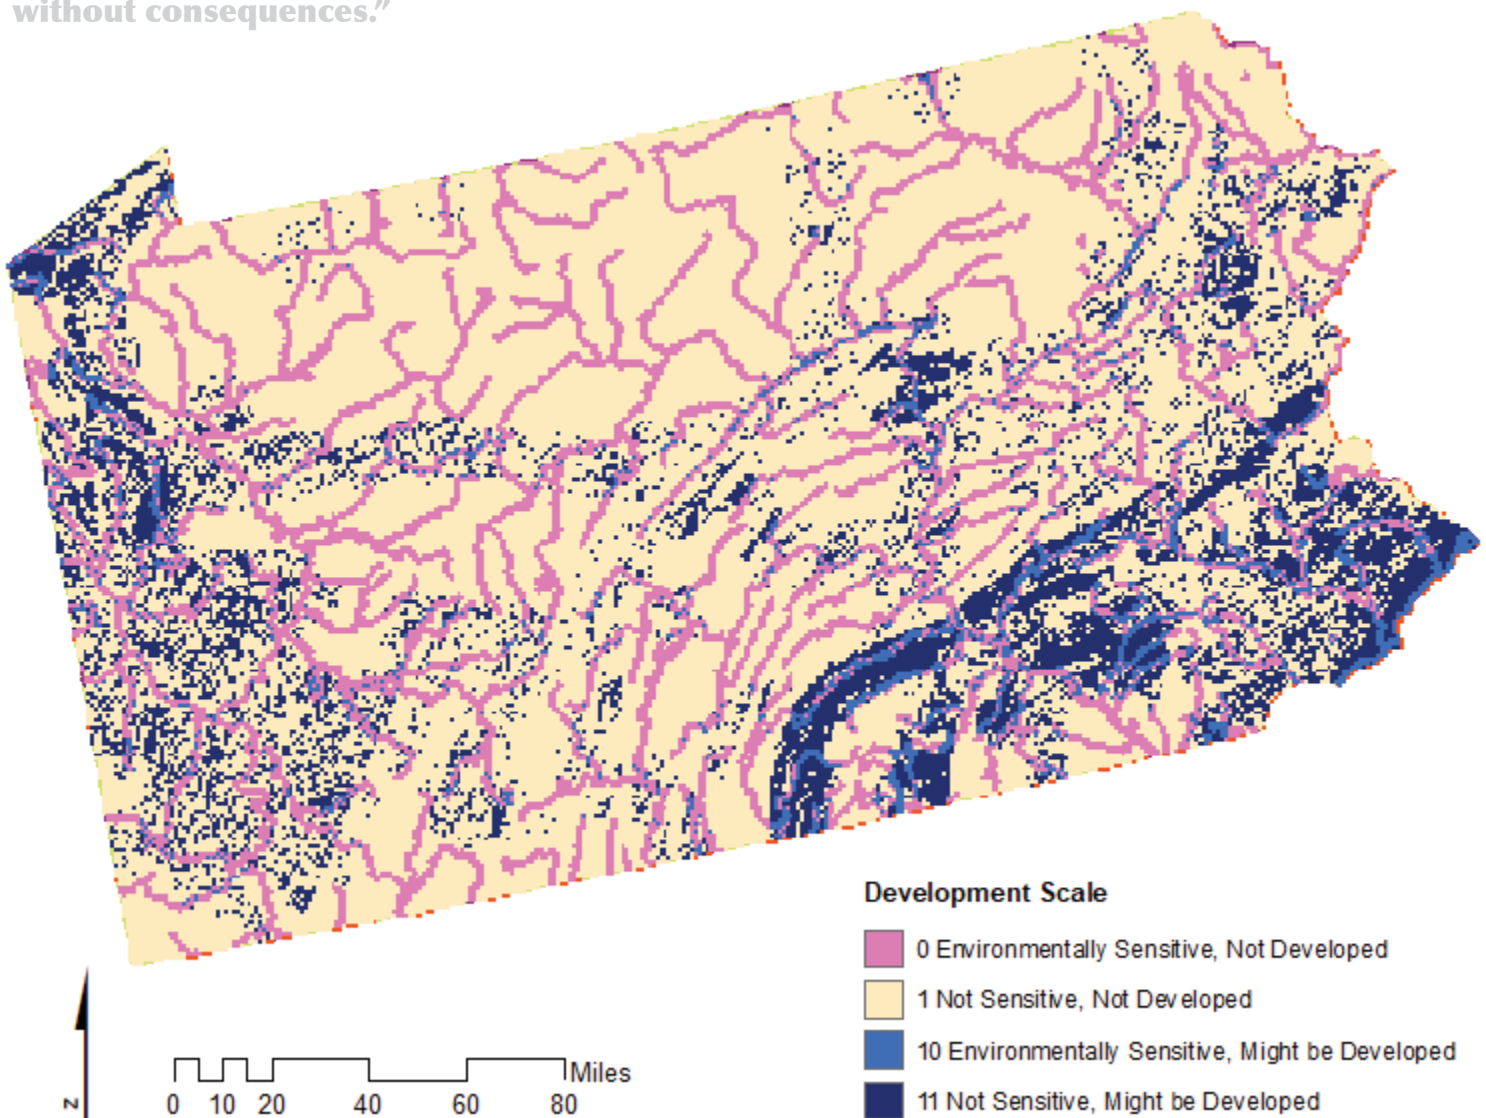 without consequences.”
Development Scale
0 Environmentally Sensitive, Not Developed
1 Not Sensitive, Not Developed
10 Environmentally Sensitive, Might be Developed
11 Not Sensitive, Might be Developed
Miles
0 10 20 40 60 80
N